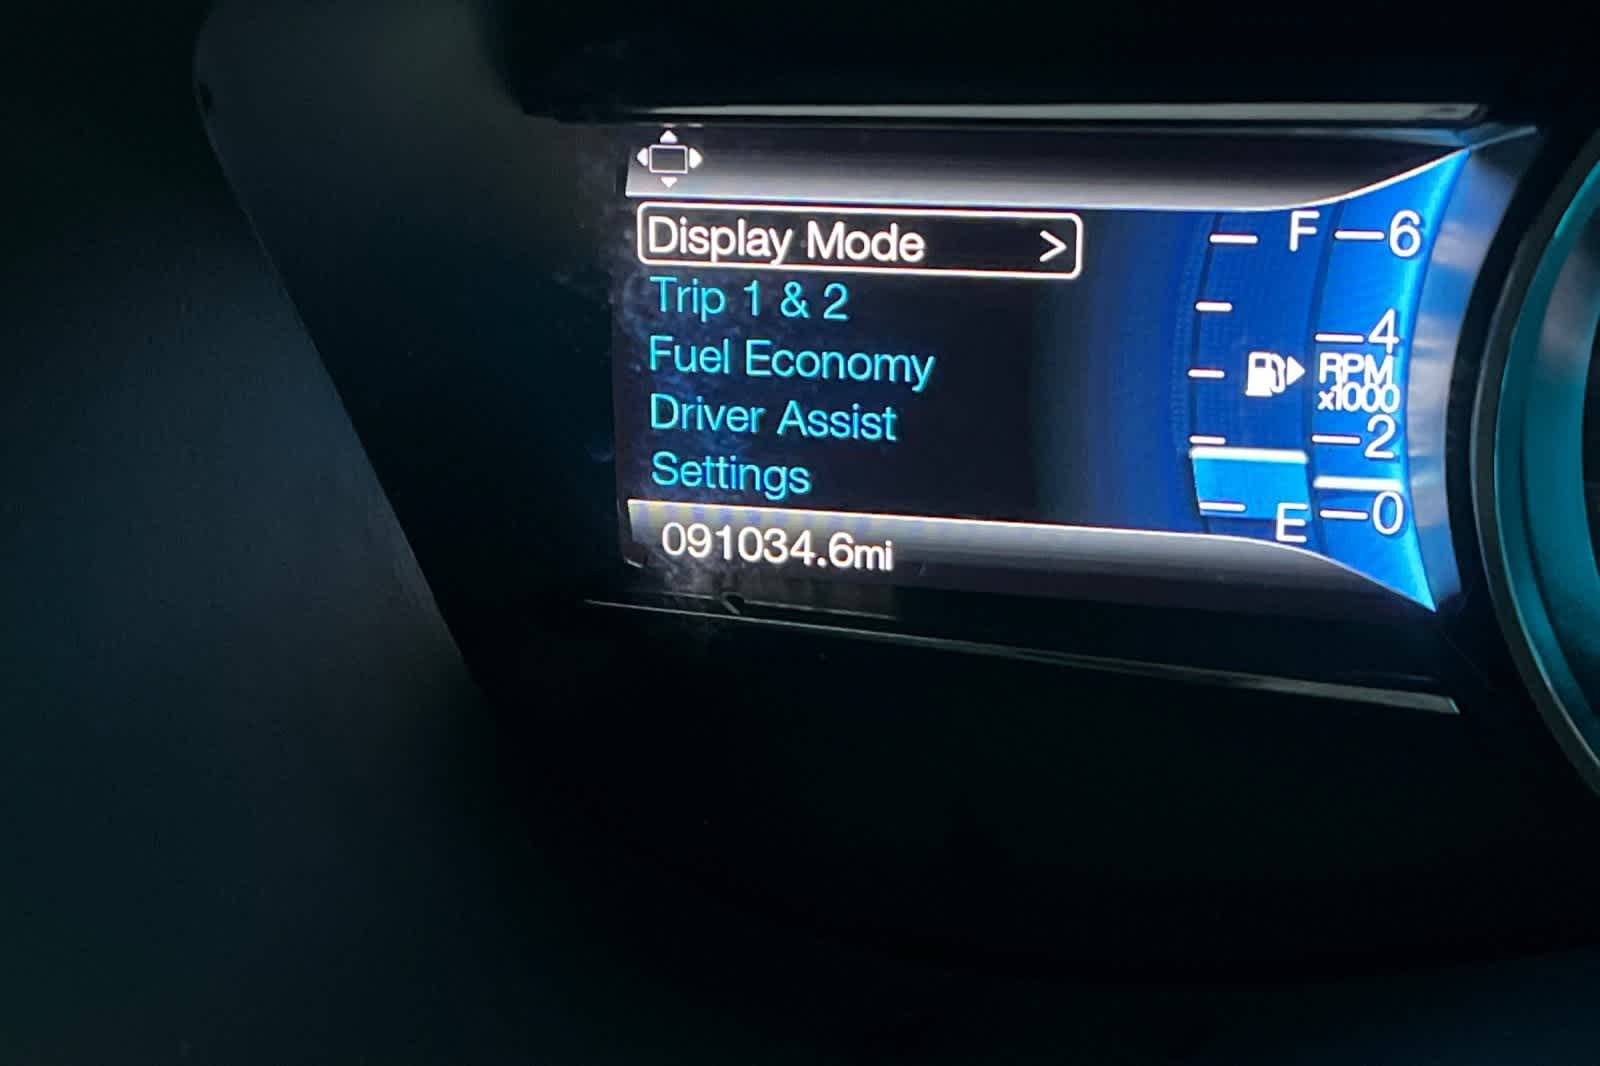 Display Mode >
Trip 1 & 2
Fuel Economy
Driver Assist
Settings
091034.6mi
F
E
6
4
RPM
x1000
2
0